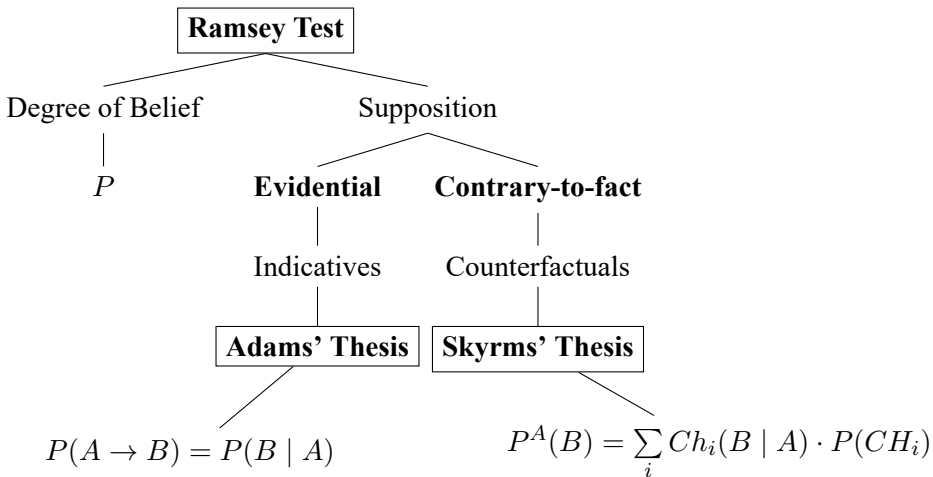 Ramsey Test
Degree of Belief Supposition
P Evidential Contrary-to-fact
Indicatives Counterfactuals
Adams’ Thesis Skyrms’ Thesis
P(A → B) = P(B | A) P^A(B) = ∑_i Ch_i(B | A) · P(CH_i)